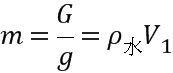 m = G/g = ρ水V₁